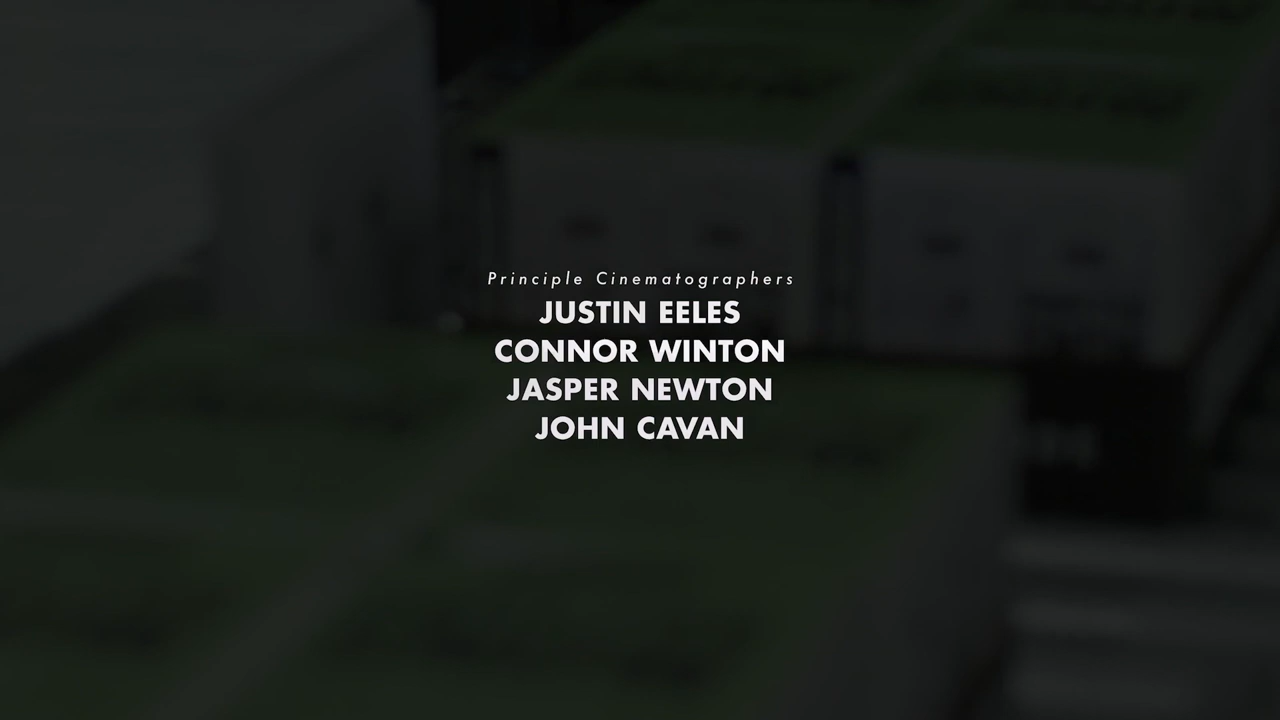 Principle Cinematographers
JUSTIN EELES
CONNOR WINTON
JASPER NEWTON
JOHN CAVAN